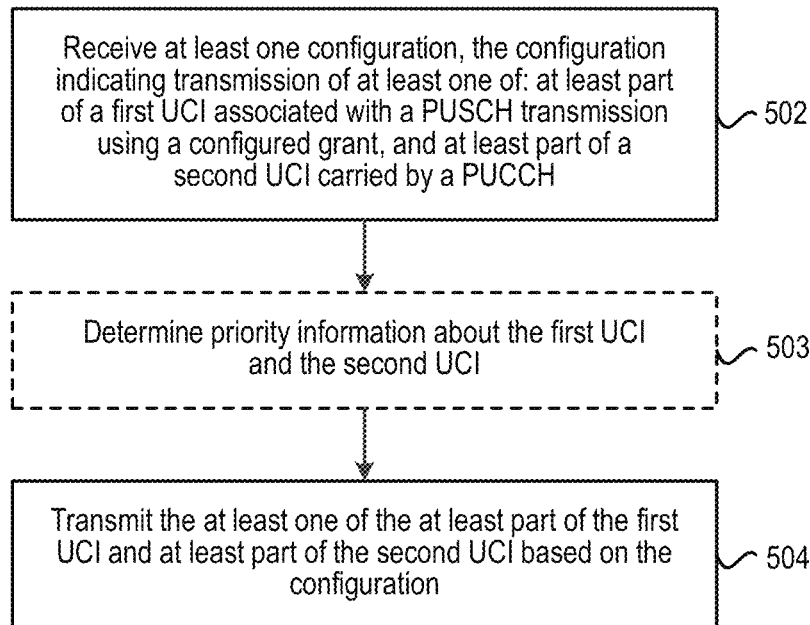 Receive at least one configuration, the configuration
indicating transmission of at least one of: at least part
of a first UCI associated with a PUSCH transmission
using a configured grant, and at least part of a
second UCI carried by a PUCCH
502
Determine priority information about the first UCI
and the second UCI
503
Transmit the at least one of the at least part of the first
UCI and at least part of the second UCI based on the
configuration
504